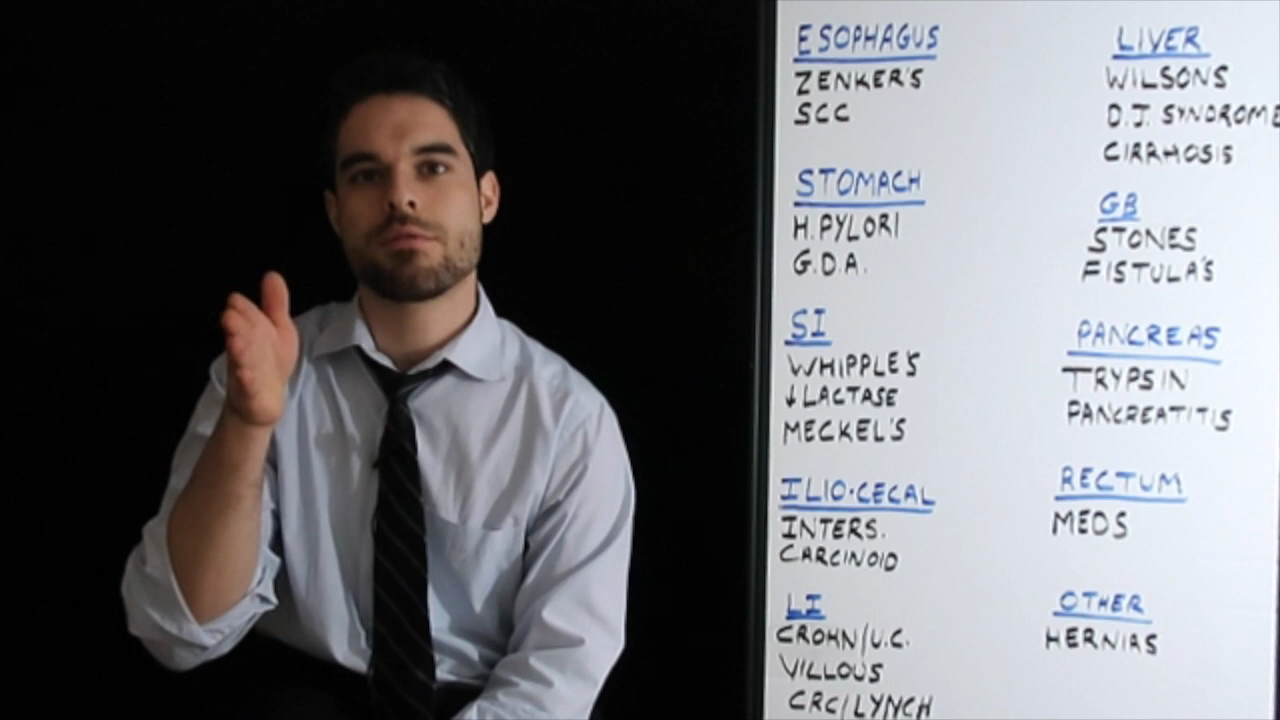 ESOPHAGUS
ZENKER'S
SCC
STOMACH
H. PYLORI
G.D.A.
SI
WHIPPLE'S
↓ LACTASE
MECKEL'S
ILIO-CECAL
INTERS.
CARCINOID
LI
CROHN/U.C.
VILLOUS
CRC/LYNCH
LIVER
WILSONS
D.J. SYNDROME
CIRRHOSIS
GB
STONES
FISTULA'S
PANCREAS
TRYPSIN
PANCREATITIS
RECTUM
MEDS
OTHER
HERNIAS